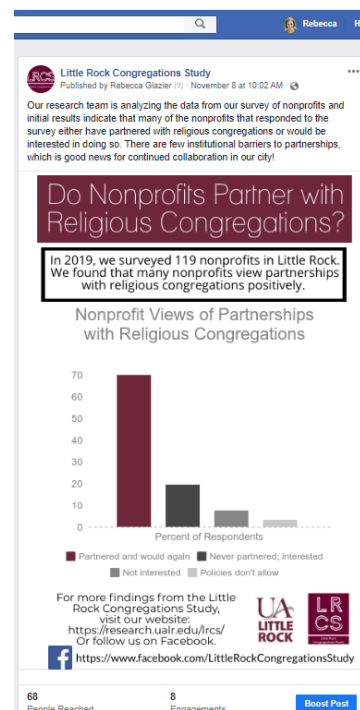 Rebecca
H
Little Rock Congregations Study
Published by Rebecca Glazier [?] · November 8 at 10:02 AM ·
Our research team is analyzing the data from our survey of nonprofits and
initial results indicate that many of the nonprofits that responded to the
survey either have partnered with religious congregations or would be
interested in doing so. There are few institutional barriers to partnerships,
which is good news for continued collaboration in our city!
Do Nonprofits Partner with
Religious Congregations?
In 2019, we surveyed 119 nonprofits in Little Rock.
We found that many nonprofits view partnerships
with religious congregations positively.
Nonprofit Views of Partnerships
with Religious Congregations
70
60
50
40
30
20
10
0
Percent of Respondents
Partnered and would again
Never partnered; interested
Not interested
Policies don't allow
For more findings from the Little
Rock Congregations Study,
visit our website:
https://research.ualr.edu/lrcs/
Or follow us on Facebook.
UA
LITTLE
ROCK
LR
CS
https://www.facebook.com/LittleRockCongregationsStudy
68
People Reached
8
Engagements
Boost Post